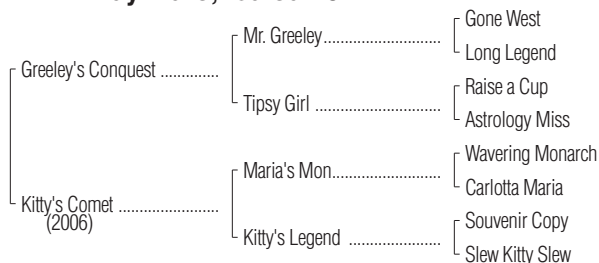 Gone West
Mr. Greeley
Long Legend
Greeley's Conquest
Raise a Cup
Tipsy Girl
Astrology Miss
Wavering Monarch
Maria's Mon
Carlotta Maria
Kitty's Comet
(2006)
Souvenir Copy
Kitty's Legend
Slew Kitty Slew